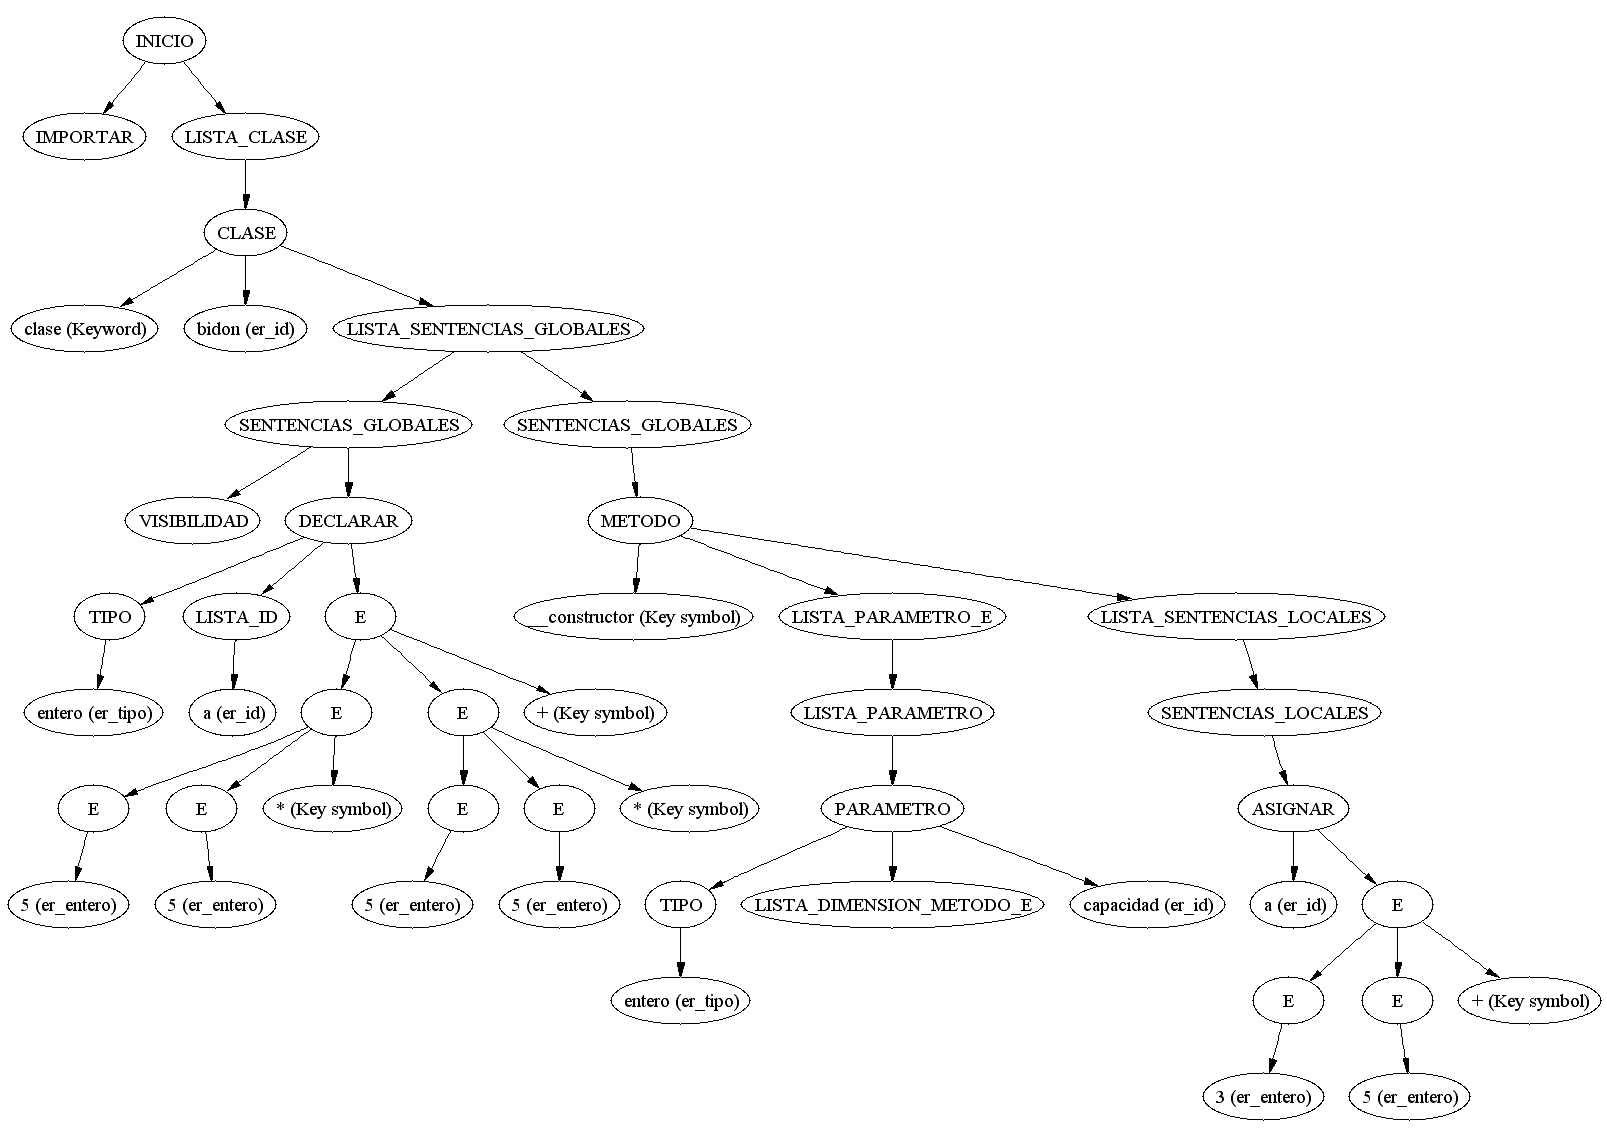 INICIO
IMPORTAR LISTA_CLASE
CLASE
clase (Keyword) bidon (er_id) LISTA_SENTENCIAS_GLOBALES
SENTENCIAS_GLOBALES SENTENCIAS_GLOBALES
VISIBILIDAD DECLARAR METODO
TIPO LISTA_ID E __constructor (Key symbol) LISTA_PARAMETRO_E LISTA_SENTENCIAS_LOCALES
entero (er_tipo) a (er_id) E E + (Key symbol) LISTA_PARAMETRO SENTENCIAS_LOCALES
E E * (Key symbol) E E * (Key symbol) PARAMETRO ASIGNAR
5 (er_entero) 5 (er_entero) 5 (er_entero) 5 (er_entero) TIPO LISTA_DIMENSION_METODO_E capacidad (er_id) a (er_id) E
entero (er_tipo) E E + (Key symbol)
3 (er_entero) 5 (er_entero)